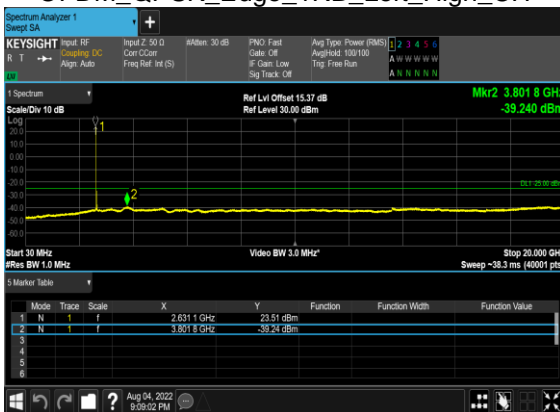 Spectrum Analyzer 1
Swept SA
+
KEYSIGHT Input: RF Input Z: 50 Ω #Atten: 30 dB PNO: Fast Avg Type: Power (RMS) 1 2 3 4 5 6
R T Coupling: DC Corr CCorr Gate: Off Avg|Hold: 100/100 A W W W W W
Align: Auto Freq Ref: Int (S) IF Gain: Low Trig: Free Run A N N N N N
Sig Track: Off
LV
1 Spectrum Ref Lvl Offset 15.37 dB Mkr2 3.801 8 GHz
Scale/Div 10 dB Ref Level 30.00 dBm -39.240 dBm
Log
20.0
10.0
0.00
-10.0
-20.0
-30.0
-40.0
-50.0
-60.0
1
2
DL1 -25.00 dBm
Start 30 MHz Video BW 3.0 MHz* Stop 20.000 GHz
#Res BW 1.0 MHz Sweep ~38.3 ms (40001 pts)
5 Marker Table
Mode Trace Scale X Y Function Function Width Function Value
1 N 1 f 2.631 1 GHz 23.51 dBm
2 N 1 f 3.801 8 GHz -39.24 dBm
3
4
5
6
? Aug 04, 2022
9:09:02 PM